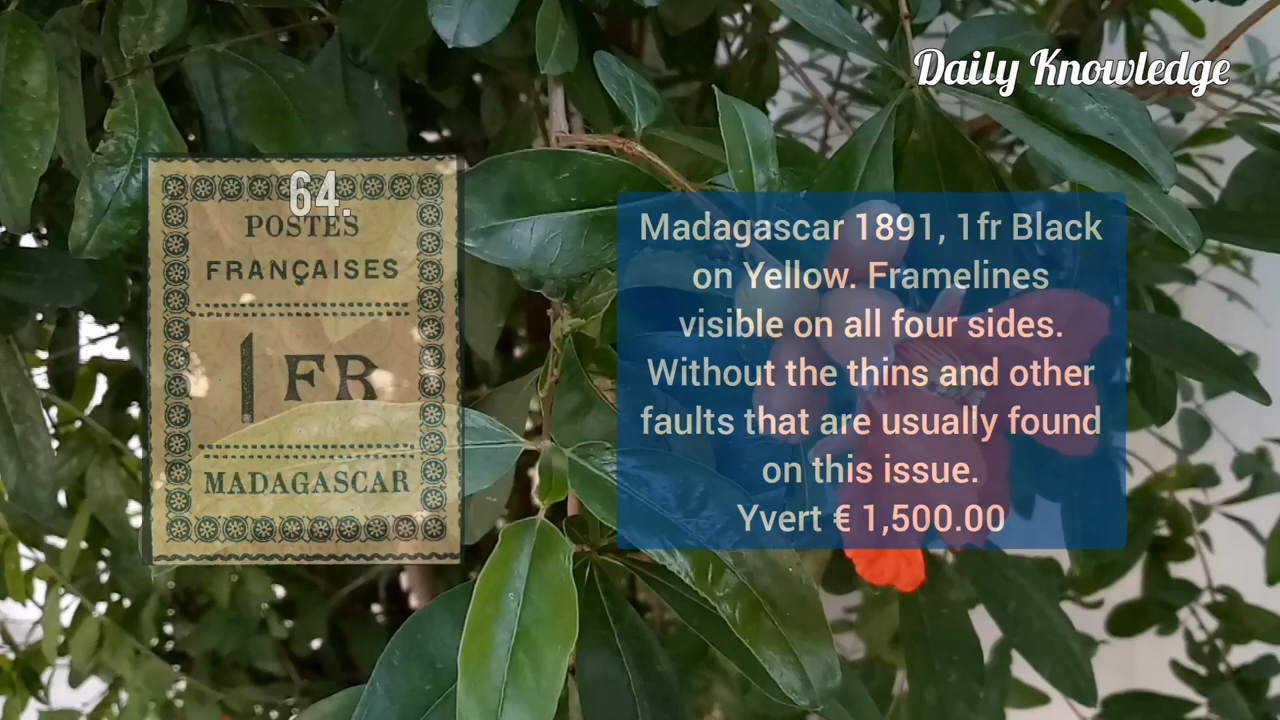 Daily Knowledge
64.
POSTES
FRANÇAISES
1 FR
MADAGASCAR
Madagascar 1891, 1fr Black
on Yellow. Framelines
visible on all four sides.
Without the thins and other
faults that are usually found
on this issue.
Yvert € 1,500.00